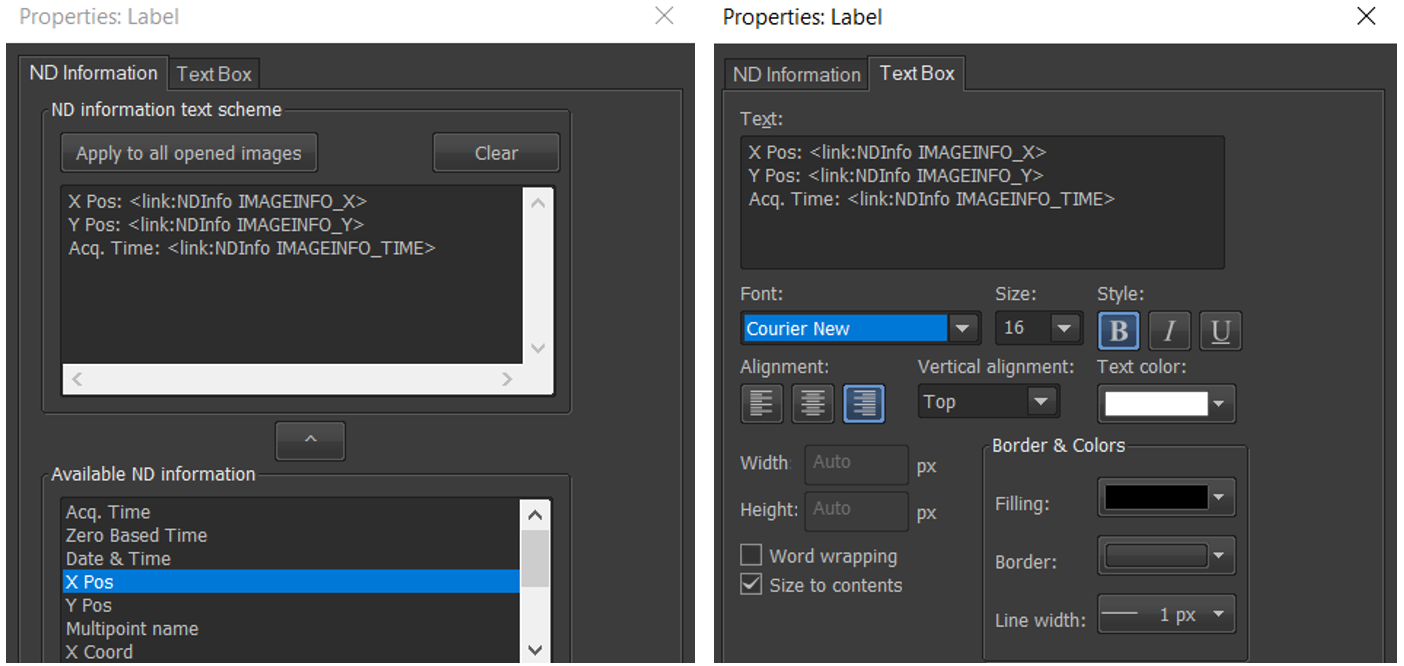 Properties: Label
ND Information
Text Box
ND information text scheme
Apply to all opened images
Clear
X Pos: <link:NDInfo IMAGEINFO_X>
Y Pos: <link:NDInfo IMAGEINFO_Y>
Acq. Time: <link:NDInfo IMAGEINFO_TIME>
Available ND information
Acq. Time
Zero Based Time
Date & Time
X Pos
Y Pos
Multipoint name
X Coord
Properties: Label
ND Information
Text Box
Text:
X Pos: <link:NDInfo IMAGEINFO_X>
Y Pos: <link:NDInfo IMAGEINFO_Y>
Acq. Time: <link:NDInfo IMAGEINFO_TIME>
Font:
Size:
Style:
Courier New
16
B
I
U
Alignment:
Vertical alignment:
Text color:
Top
Width:
Auto
px
Height:
Auto
px
Word wrapping
Size to contents
Border & Colors
Filling:
Border:
Line width:
1 px